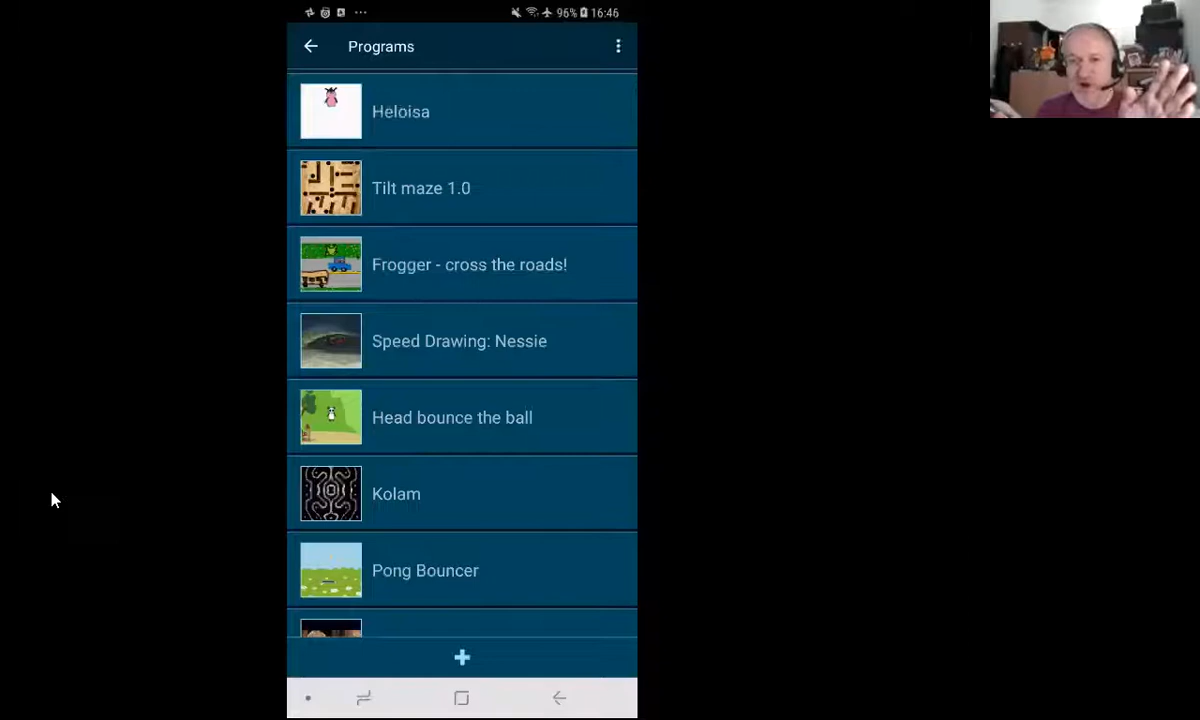 96% 16:46
Programs
Heloisa
Tilt maze 1.0
Frogger - cross the roads!
Speed Drawing: Nessie
Head bounce the ball
Kolam
Pong Bouncer